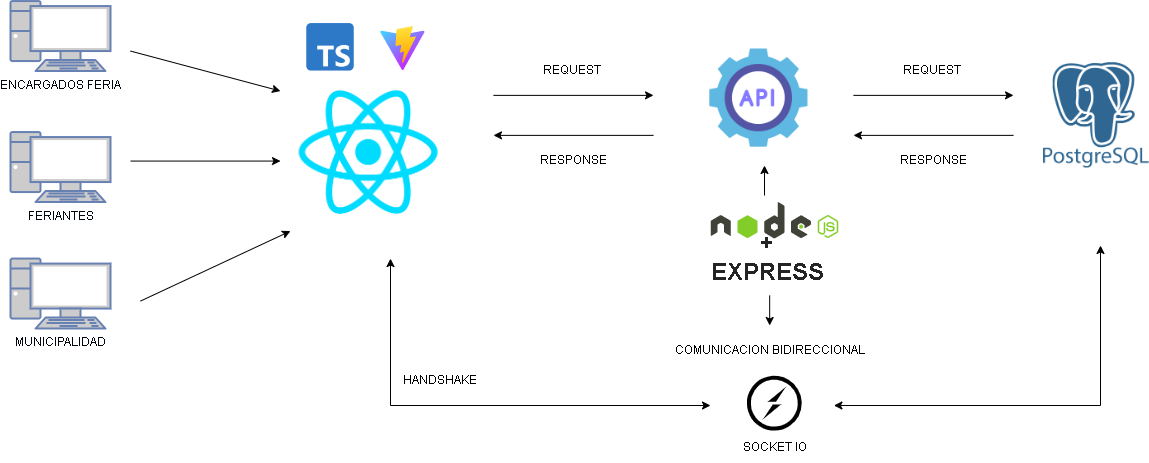 ENCARGADOS FERIA
FERIANTES
MUNICIPALIDAD
TS
REQUEST
RESPONSE
API
REQUEST
RESPONSE
PostgreSQL
node
JS
+
EXPRESS
COMUNICACION BIDIRECCIONAL
HANDSHAKE
SOCKET IO